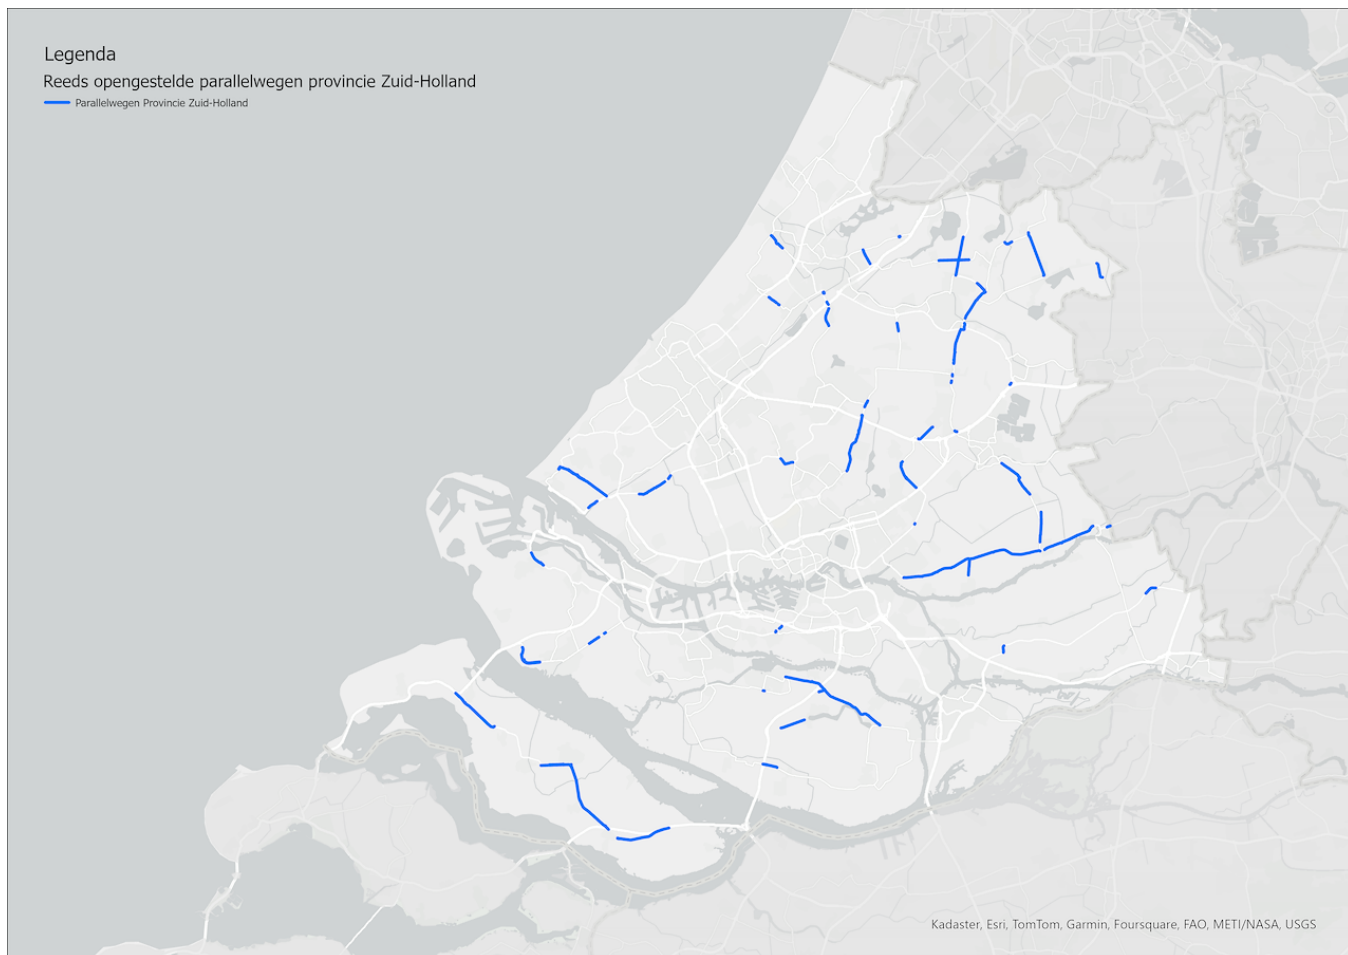 Legenda
Reeds opengestelde parallelwegen provincie Zuid-Holland
Parallelwegen Provincie Zuid-Holland
Kadaster, Esri, TomTom, Garmin, Foursquare, FAO, METI/NASA, USGS